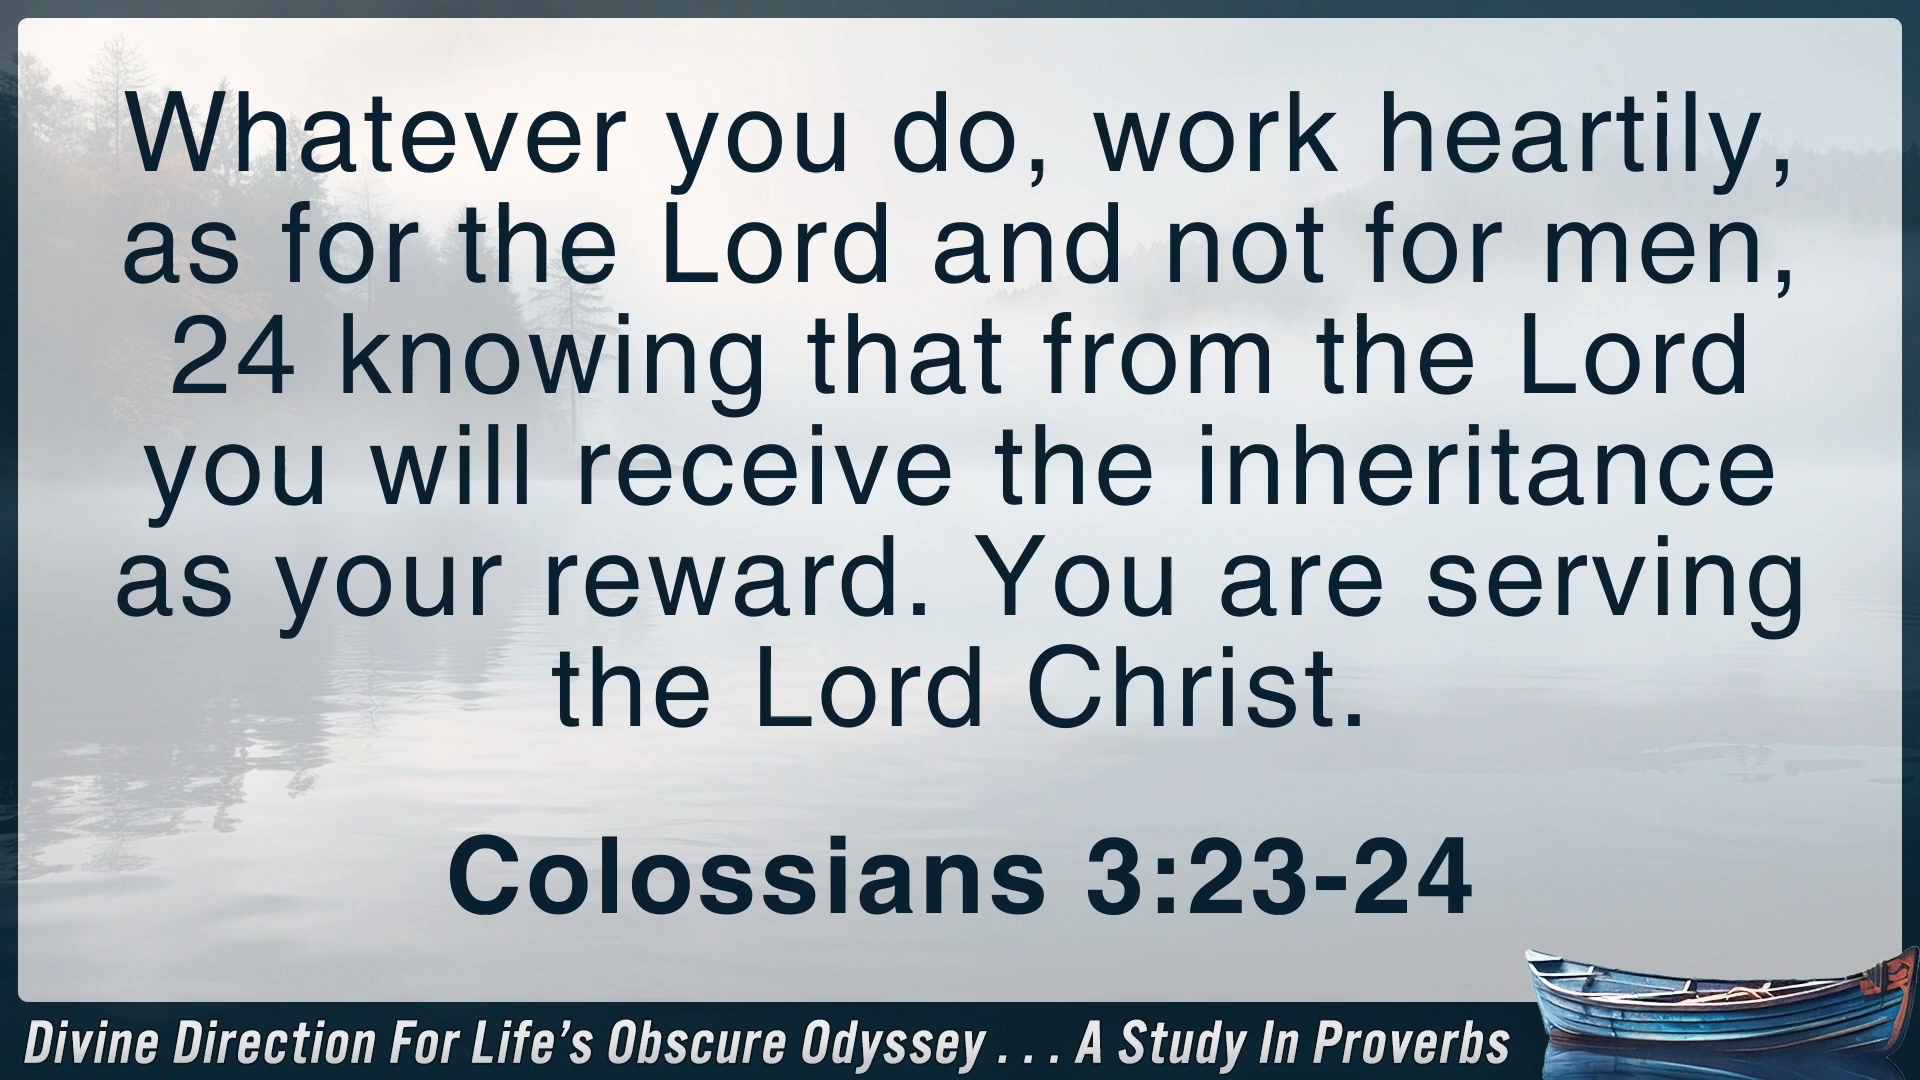 Whatever you do, work heartily,
as for the Lord and not for men,
24 knowing that from the Lord
you will receive the inheritance
as your reward. You are serving
the Lord Christ.
Colossians 3:23-24
Divine Direction For Life’s Obscure Odyssey . . . A Study In Proverbs